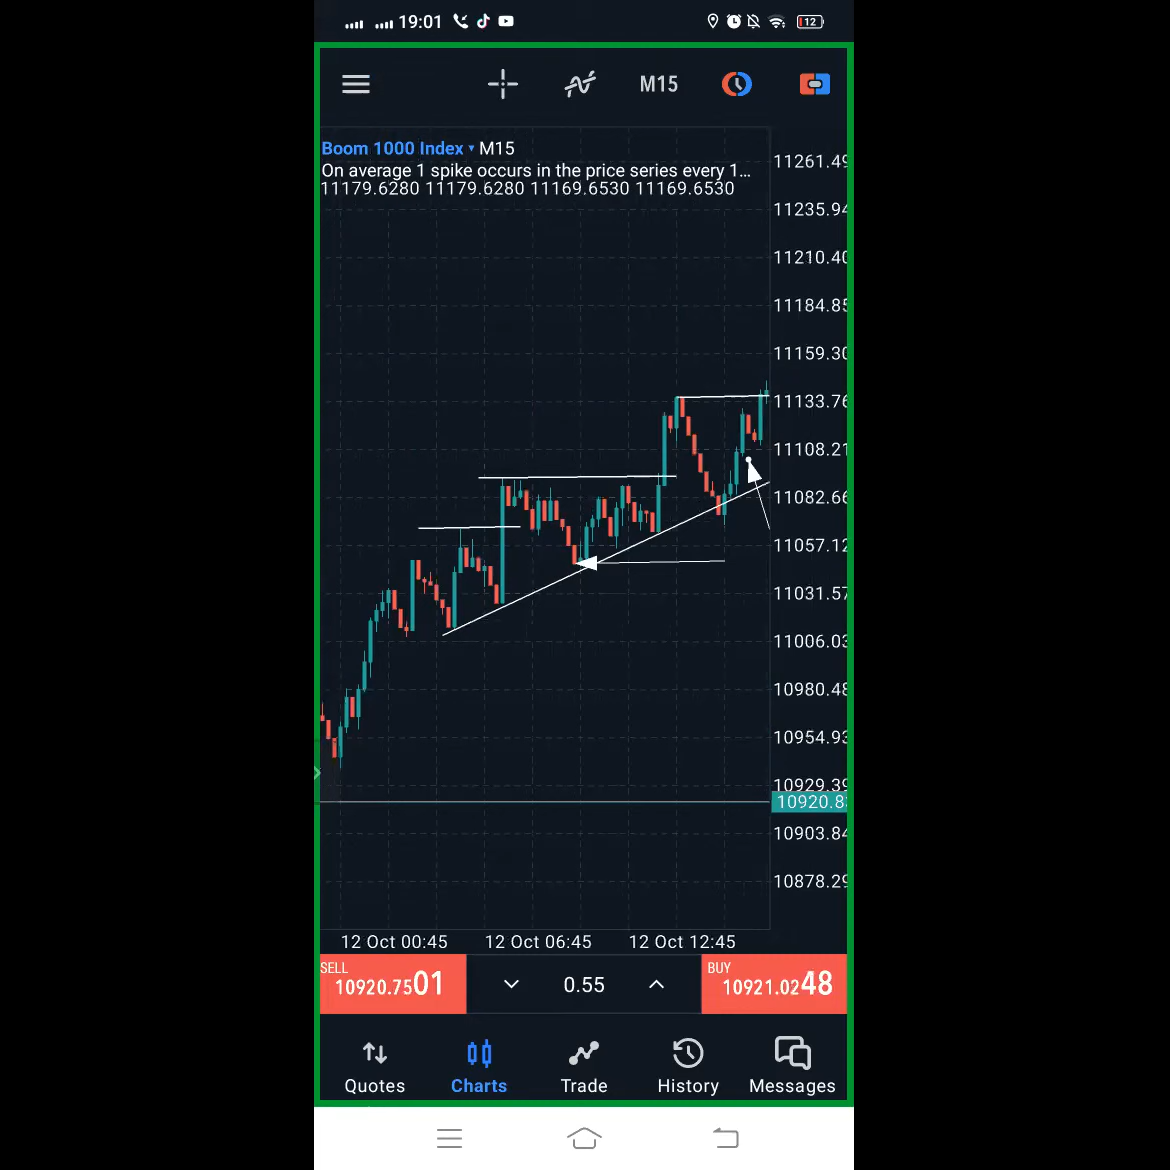 19:01 12
M15
Boom 1000 Index ▾ M15
On average 1 spike occurs in the price series every 1...
11179.6280 11179.6280 11169.6530 11169.6530
11261.49
11235.94
11210.40
11184.85
11159.30
11133.76
11108.21
11082.66
11057.12
11031.57
11006.03
10980.48
10954.93
10929.39
10920.8
10903.84
10878.29
12 Oct 00:45 12 Oct 06:45 12 Oct 12:45
SELL BUY
10920.7501 0.55 10921.0248
Quotes Charts Trade History Messages